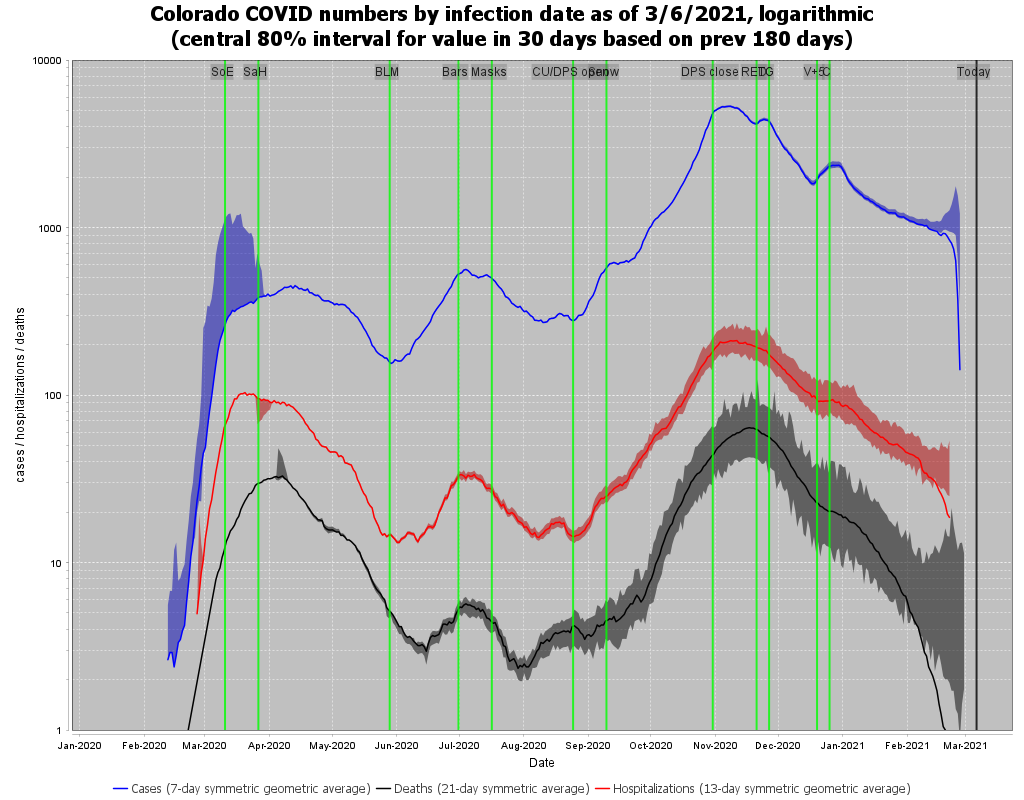 Colorado COVID numbers by infection date as of 3/6/2021, logarithmic
(central 80% interval for value in 30 days based on prev 180 days)
SoE SaH BLM Bars Masks CU/DPS open Snow DPS close RED TG V+5 C Today
10000
1000
100
10
1
cases / hospitalizations / deaths
Jan-2020 Feb-2020 Mar-2020 Apr-2020 May-2020 Jun-2020 Jul-2020 Aug-2020 Sep-2020 Oct-2020 Nov-2020 Dec-2020 Jan-2021 Feb-2021 Mar-2021
Date
Cases (7-day symmetric geometric average) Deaths (21-day symmetric average) Hospitalizations (13-day symmetric geometric average)